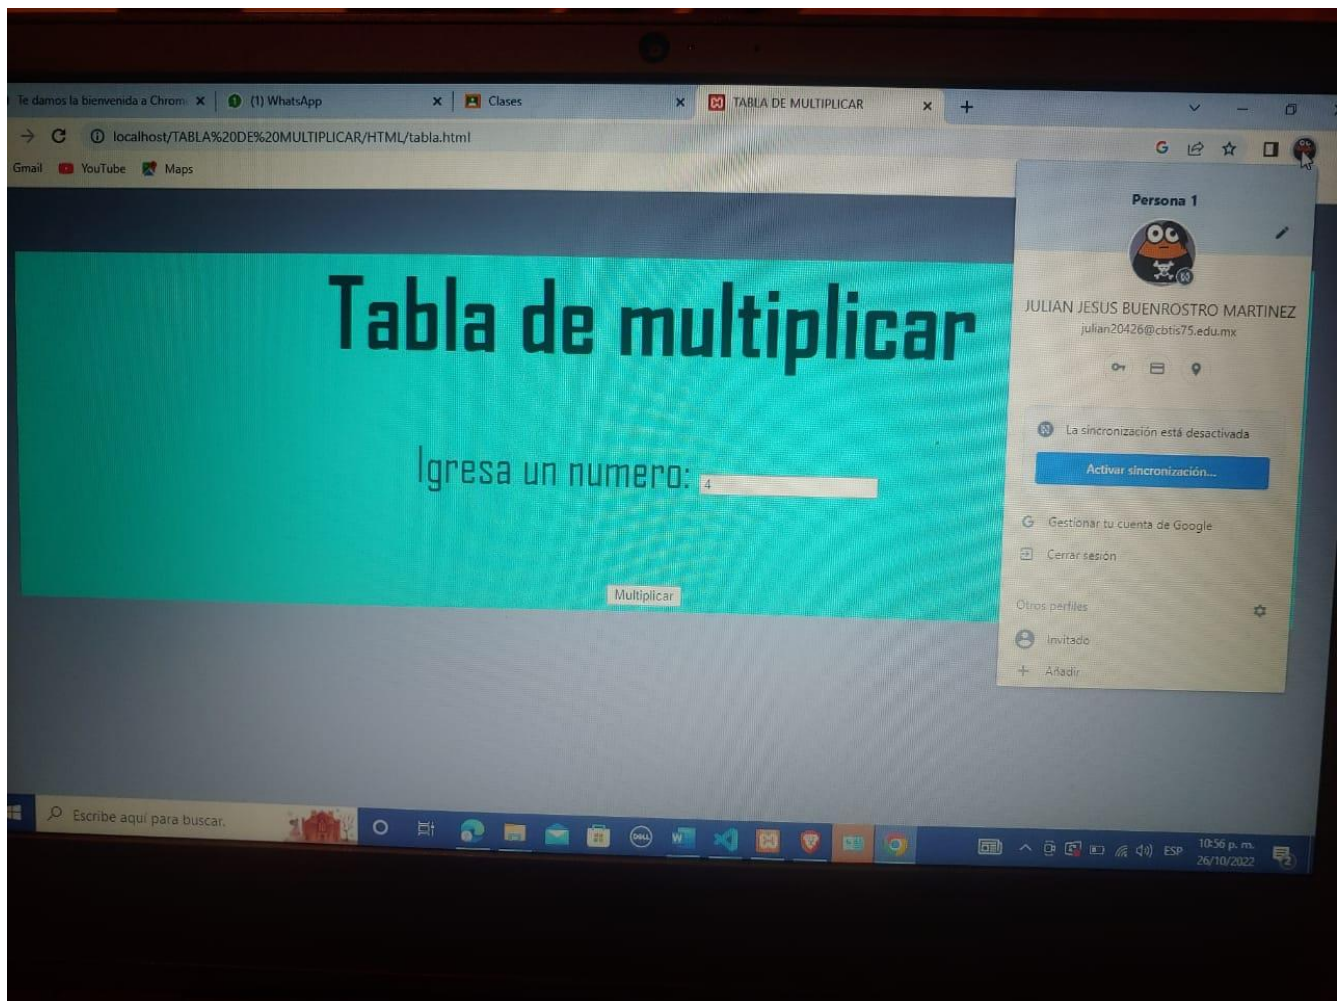 Te damos la bienvenida a Chrom
(1) WhatsApp
Clases
TABLA DE MULTIPLICAR
localhost/TABLA%20DE%20MULTIPLICAR/HTML/tabla.html
Gmail
YouTube
Maps
Persona 1
JULIAN JESUS BUENROSTRO MARTINEZ
julian20426@cbtis75.edu.mx
La sincronización está desactivada
Activar sincronización...
Gestionar tu cuenta de Google
Cerrar sesión
Otros perfiles
Invitado
Añadir
Tabla de multiplicar
Igresa un numero: 4
Multiplicar
Escribe aquí para buscar.
DELL
ESP
10:56 p. m.
26/10/2022
2